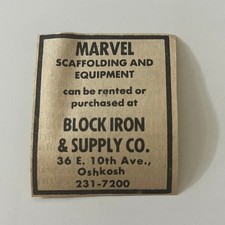 MARVEL
SCAFFOLDING AND
EQUIPMENT
can be rented or
purchased at
BLOCK IRON
& SUPPLY CO.
36 E. 10th Ave.,
Oshkosh
231-7200